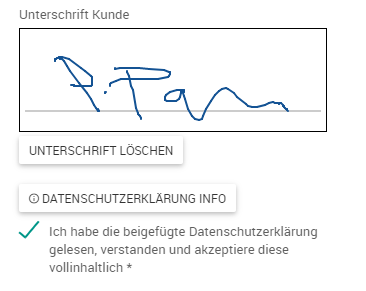 Unterschrift Kunde
UNTERSCHRIFT LÖSCHEN
DATENSCHUTZERKLÄRUNG INFO
Ich habe die beigefügte Datenschutzerklärung
gelesen, verstanden und akzeptiere diese
vollinhaltlich *